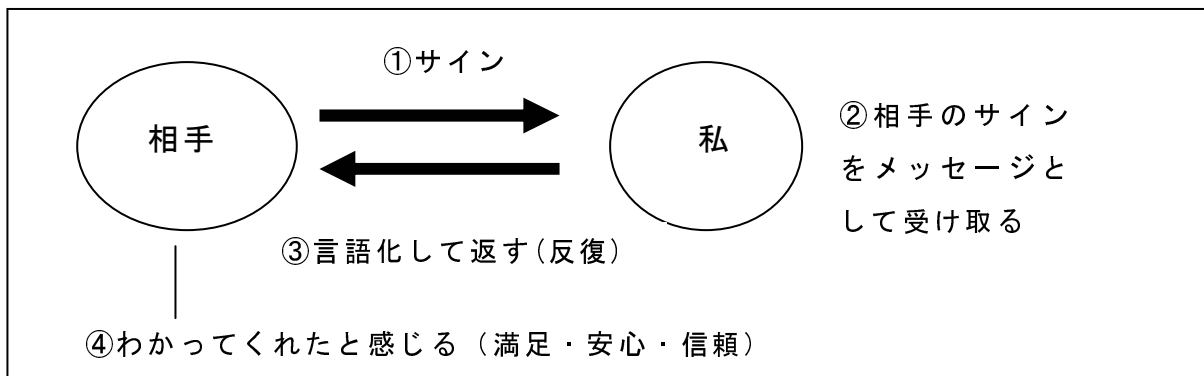 ①サイン
相手
私
②相手のサイン
をメッセージと
して受け取る
③言語化して返す(反復)
④わかってくれたと感じる（満足・安心・信頼）